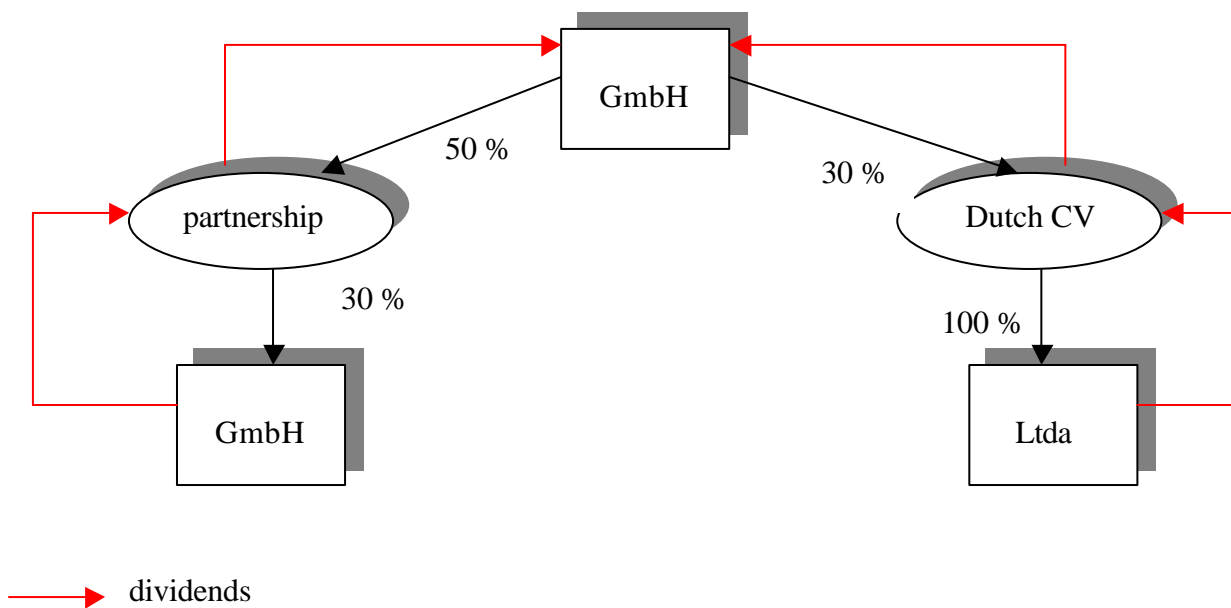 GmbH
50 %
30 %
partnership
Dutch CV
30 %
100 %
GmbH
Ltda
dividends